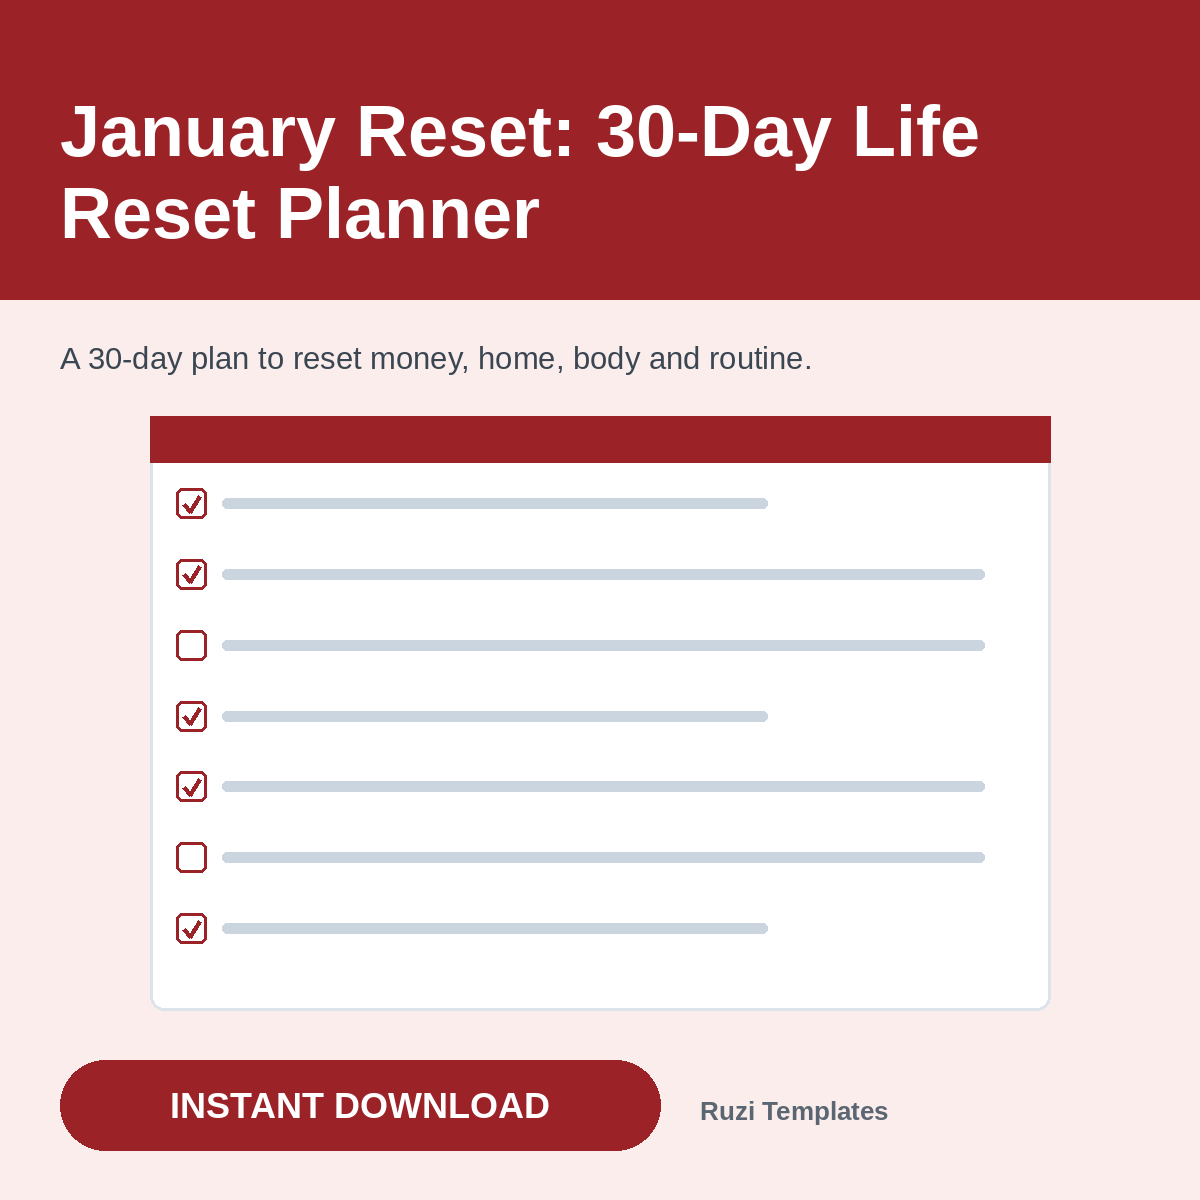 January Reset: 30-Day Life
Reset Planner
A 30-day plan to reset money, home, body and routine.
INSTANT DOWNLOAD
Ruzi Templates